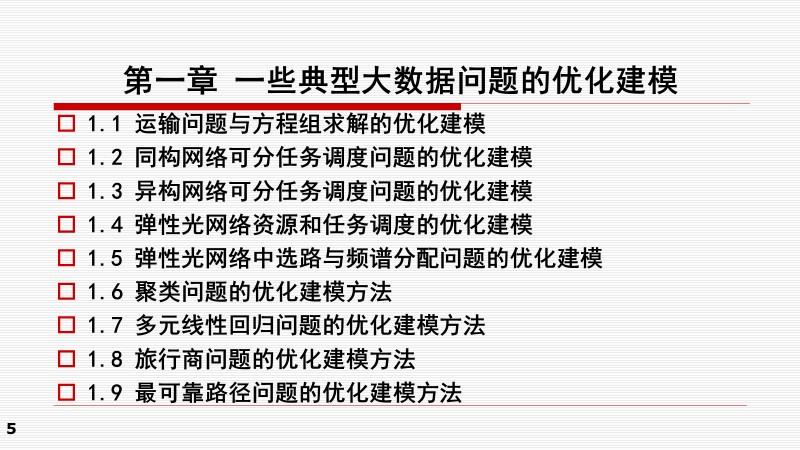 第一章 一些典型大数据问题的优化建模
1.1 运输问题与方程组求解的优化建模
1.2 同构网络可分任务调度问题的优化建模
1.3 异构网络可分任务调度问题的优化建模
1.4 弹性光网络资源和任务调度的优化建模
1.5 弹性光网络中选路与频谱分配问题的优化建模
1.6 聚类问题的优化建模方法
1.7 多元线性回归问题的优化建模方法
1.8 旅行商问题的优化建模方法
1.9 最可靠路径问题的优化建模方法
5